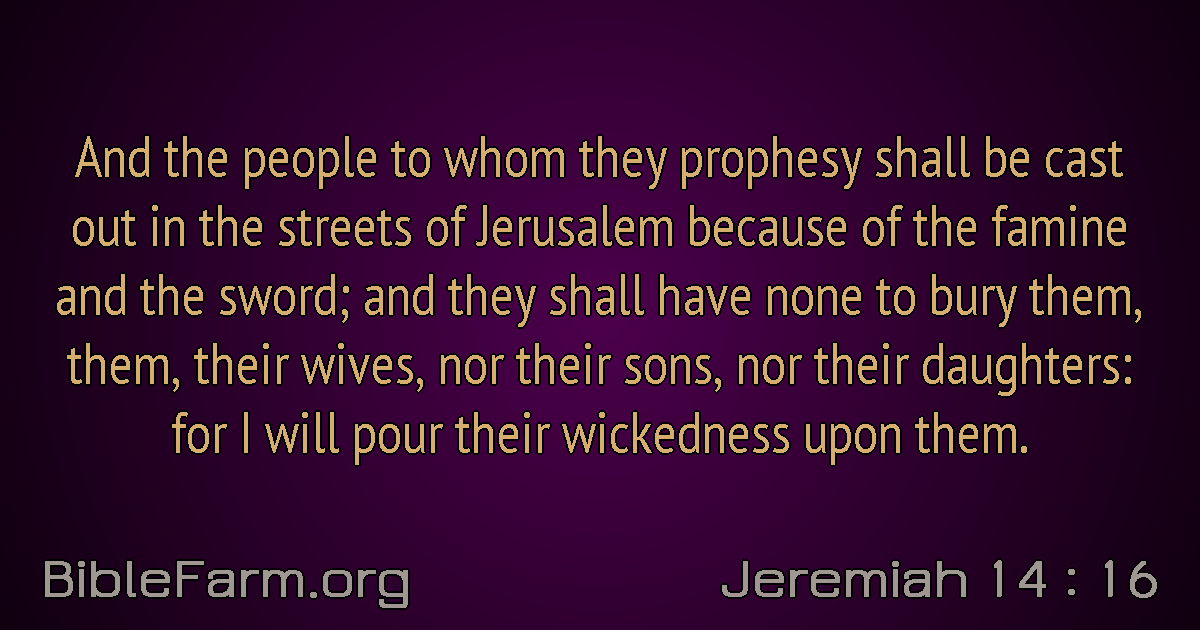 And the people to whom they prophesy shall be cast
out in the streets of Jerusalem because of the famine
and the sword; and they shall have none to bury them,
them, their wives, nor their sons, nor their daughters:
for I will pour their wickedness upon them.
BibleFarm.org
Jeremiah 14 : 16